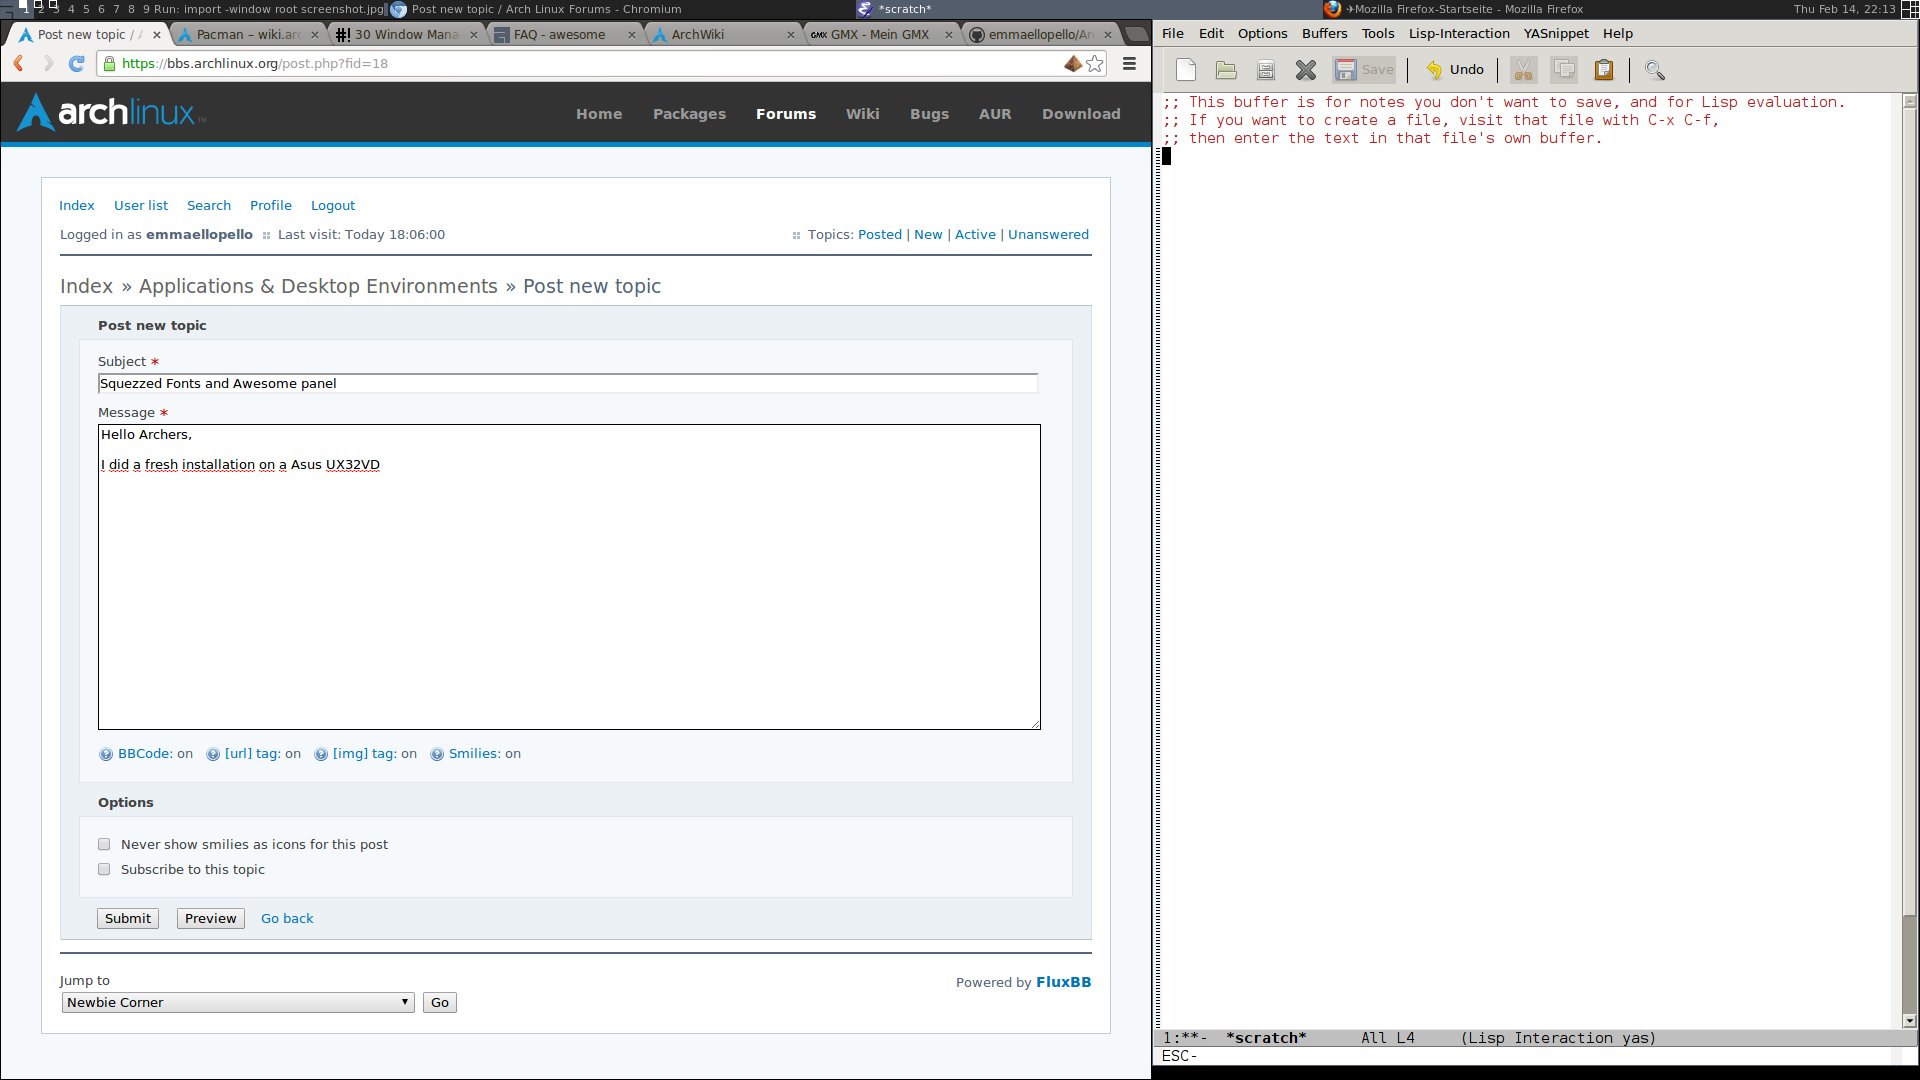 1 2 3 4 5 6 7 8 9 Run: import -window root screenshot.jpg Post new topic / Arch Linux Forums - Chromium *scratch* ✈Mozilla Firefox-Startseite - Mozilla Firefox Thu Feb 14, 22:13
Post new topic / A Pacman – wiki.arc #! 30 Window Mana FAQ - awesome ArchWiki GMX GMX - Mein GMX emmaellopello/An
https://bbs.archlinux.org/post.php?fid=18
archlinux™
Home Packages Forums Wiki Bugs AUR Download
Index User list Search Profile Logout
Logged in as emmaellopello Last visit: Today 18:06:00 Topics: Posted | New | Active | Unanswered
Index » Applications & Desktop Environments » Post new topic
Post new topic
Subject *
Squezzed Fonts and Awesome panel
Message *
Hello Archers,
I did a fresh installation on a Asus UX32VD
BBCode: on [url] tag: on [img] tag: on Smilies: on
Options
Never show smilies as icons for this post
Subscribe to this topic
Submit Preview Go back
Jump to
Newbie Corner Go
Powered by FluxBB
File Edit Options Buffers Tools Lisp-Interaction YASnippet Help
Save Undo
;; This buffer is for notes you don't want to save, and for Lisp evaluation.
;; If you want to create a file, visit that file with C-x C-f,
;; then enter the text in that file's own buffer.
1:**- *scratch* All L4 (Lisp Interaction yas)
ESC-